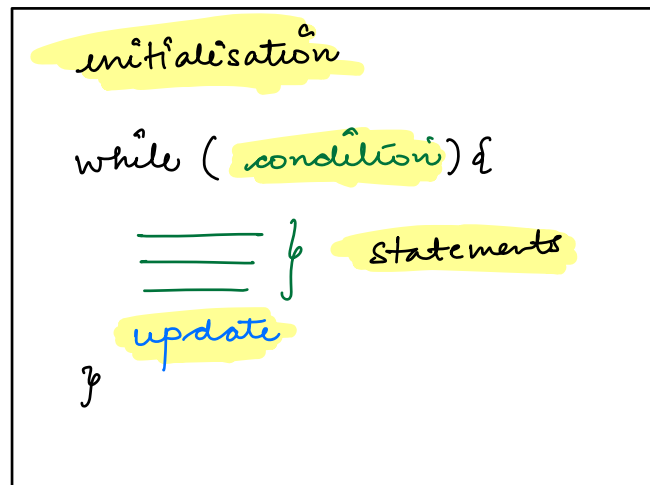 initialisation
while ( condition) {
} statements
update
}